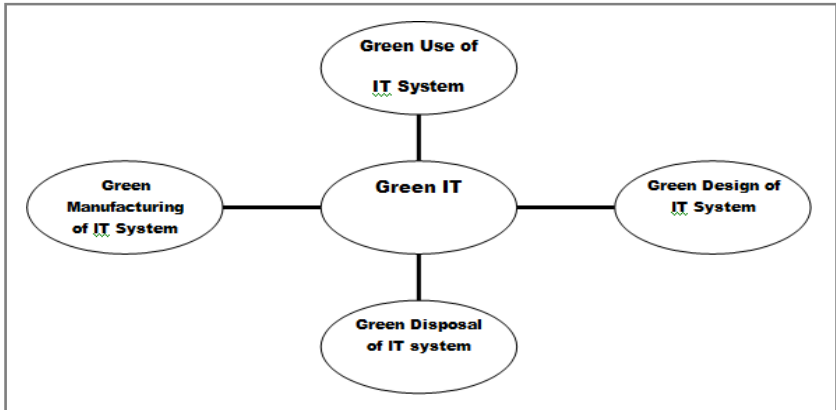 Green Use of
IT System
Green
Manufacturing
of IT System
Green IT
Green Design of
IT System
Green Disposal
of IT system